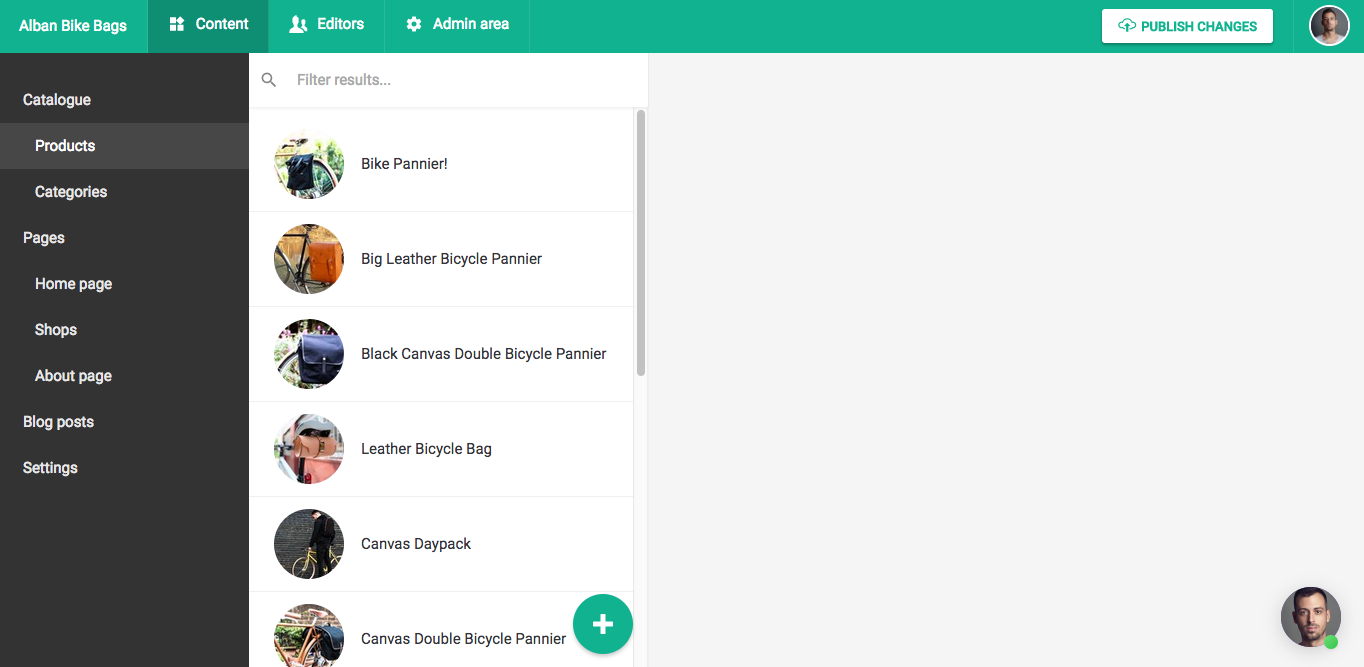 Alban Bike Bags
Content
Editors
Admin area
PUBLISH CHANGES
Catalogue
Products
Categories
Pages
Home page
Shops
About page
Blog posts
Settings
Filter results...
Bike Pannier!
Big Leather Bicycle Pannier
Black Canvas Double Bicycle Pannier
Leather Bicycle Bag
Canvas Daypack
Canvas Double Bicycle Pannier